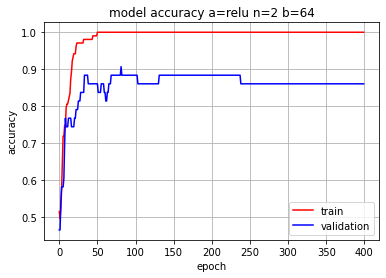 model accuracy a=relu n=2 b=64
accuracy
1.0
0.9
0.8
0.7
0.6
0.5
0 50 100 150 200 250 300 350 400
epoch
train
validation